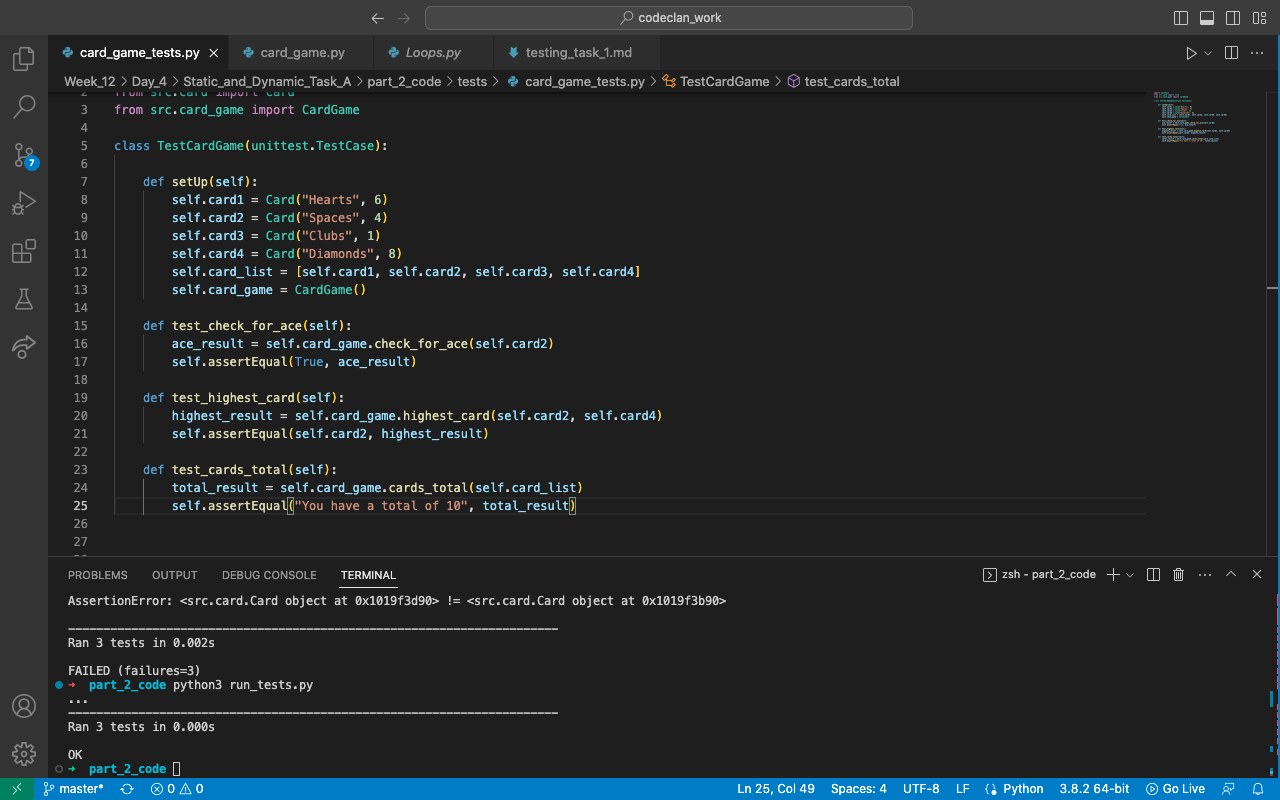 codeclan_work
card_game_tests.py
card_game.py
Loops.py
testing_task_1.md
Week_12 > Day_4 > Static_and_Dynamic_Task_A > part_2_code > tests > card_game_tests.py > TestCardGame > test_cards_total
2 from src.card import Card
3 from src.card_game import CardGame
4
5 class TestCardGame(unittest.TestCase):
6
7 def setUp(self):
8 self.card1 = Card("Hearts", 6)
9 self.card2 = Card("Spaces", 4)
10 self.card3 = Card("Clubs", 1)
11 self.card4 = Card("Diamonds", 8)
12 self.card_list = [self.card1, self.card2, self.card3, self.card4]
13 self.card_game = CardGame()
14
15 def test_check_for_ace(self):
16 ace_result = self.card_game.check_for_ace(self.card2)
17 self.assertEqual(True, ace_result)
18
19 def test_highest_card(self):
20 highest_result = self.card_game.highest_card(self.card2, self.card4)
21 self.assertEqual(self.card2, highest_result)
22
23 def test_cards_total(self):
24 total_result = self.card_game.cards_total(self.card_list)
25 self.assertEqual("You have a total of 10", total_result)
26
27
7
PROBLEMS OUTPUT DEBUG CONSOLE TERMINAL
zsh - part_2_code
AssertionError: <src.card.Card object at 0x1019f3d90> != <src.card.Card object at 0x1019f3b90>
----------------------------------------------------------------------
Ran 3 tests in 0.002s
FAILED (failures=3)
➜ part_2_code python3 run_tests.py
...
----------------------------------------------------------------------
Ran 3 tests in 0.000s
OK
➜ part_2_code
master* 0 0 Ln 25, Col 49 Spaces: 4 UTF-8 LF Python 3.8.2 64-bit Go Live